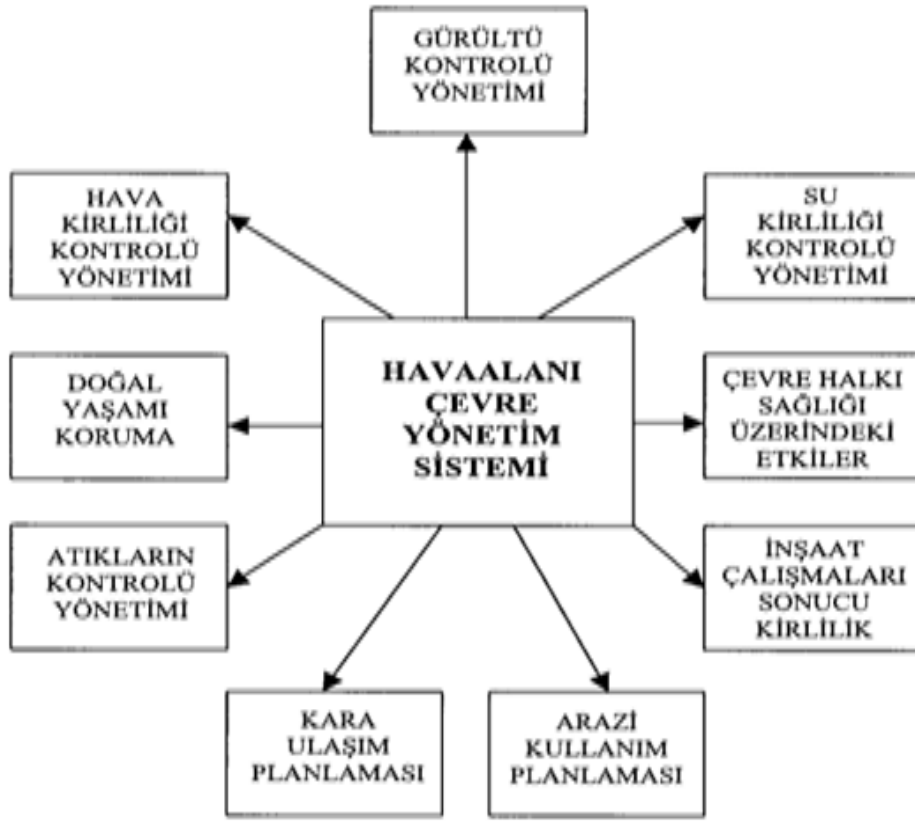 GÜRÜLTÜ
KONTROLÜ
YÖNETİMİ
HAVA
KİRLİLİĞİ
KONTROLÜ
YÖNETİMİ
SU
KİRLİLİĞİ
KONTROLÜ
YÖNETİMİ
HAVAALANI
ÇEVRE
YÖNETİM
SİSTEMİ
DOĞAL
YAŞAMI
KORUMA
ÇEVRE HALKI
SAĞLIĞI
ÜZERİNDEKİ
ETKİLER
ATIKLARIN
KONTROLÜ
YÖNETİMİ
İNŞAAT
ÇALIŞMALARI
SONUCU
KİRLİLİK
KARA
ULAŞIM
PLANLAMASI
ARAZİ
KULLANIM
PLANLAMASI